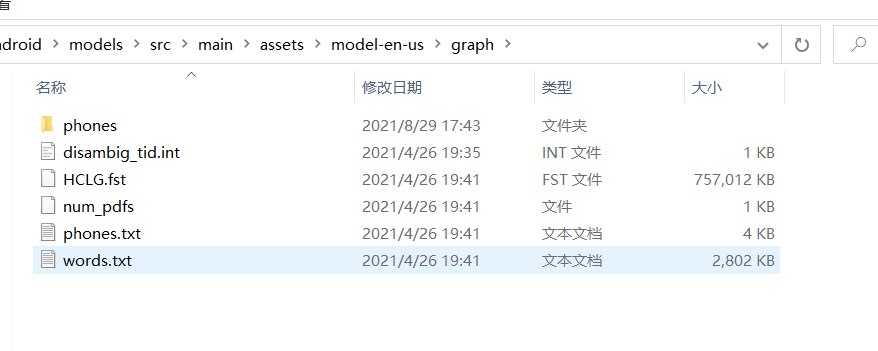 android › models › src › main › assets › model-en-us › graph ›
名称 修改日期 类型 大小
phones 2021/8/29 17:43 文件夹
disambig_tid.int 2021/4/26 19:35 INT 文件 1 KB
HCLG.fst 2021/4/26 19:41 FST 文件 757,012 KB
num_pdfs 2021/4/26 19:41 文件 1 KB
phones.txt 2021/4/26 19:41 文本文档 4 KB
words.txt 2021/4/26 19:41 文本文档 2,802 KB